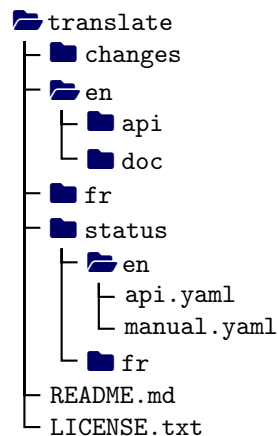 translate
changes
en
api
doc
fr
status
en
api.yaml
manual.yaml
fr
README.md
LICENSE.txt